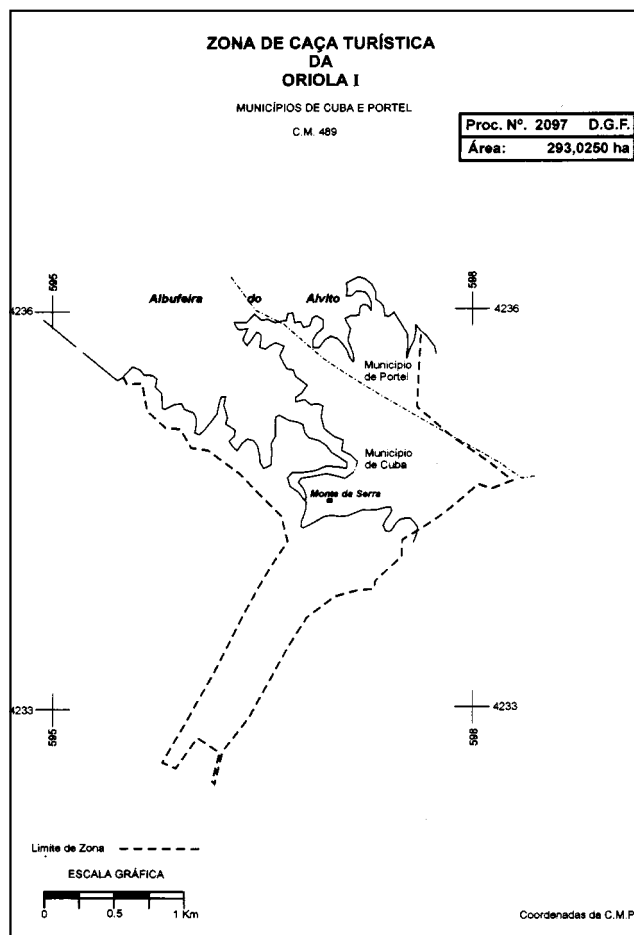 ZONA DE CAÇA TURÍSTICA
DA
ORIOLA I
MUNICÍPIOS DE CUBA E PORTEL
C.M. 489
Proc. Nº. 2097 D.G.F.
Área: 293,0250 ha
595
598
Albufeira do Alvito
4236
4236
Município
de Portel
Município
de Cuba
Monte da Serra
4233
4233
595
598
Limite de Zona
ESCALA GRÁFICA
0 0.5 1 Km
Coordenadas da C.M.P